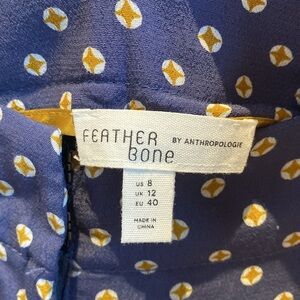 FEATHER
BONE
BY ANTHROPOLOGIE
US 8
UK 12
EU 40
MADE IN
CHINA